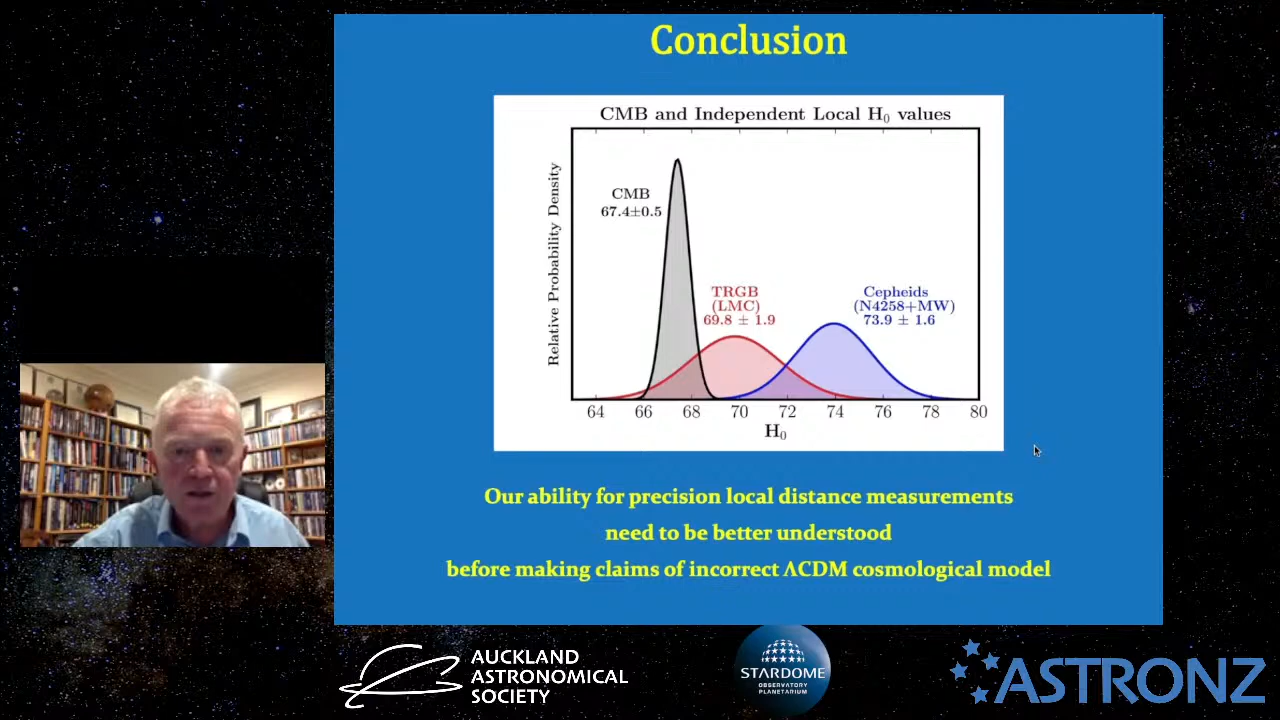 Conclusion
CMB and Independent Local H₀ values
Relative Probability Density
CMB
67.4±0.5
TRGB
(LMC)
69.8 ± 1.9
Cepheids
(N4258+MW)
73.9 ± 1.6
64 66 68 70 72 74 76 78 80
H₀
Our ability for precision local distance measurements
need to be better understood
before making claims of incorrect ΛCDM cosmological model
AUCKLAND
ASTRONOMICAL
SOCIETY
STARDOME
OBSERVATORY
PLANETARIUM
ASTRONZ